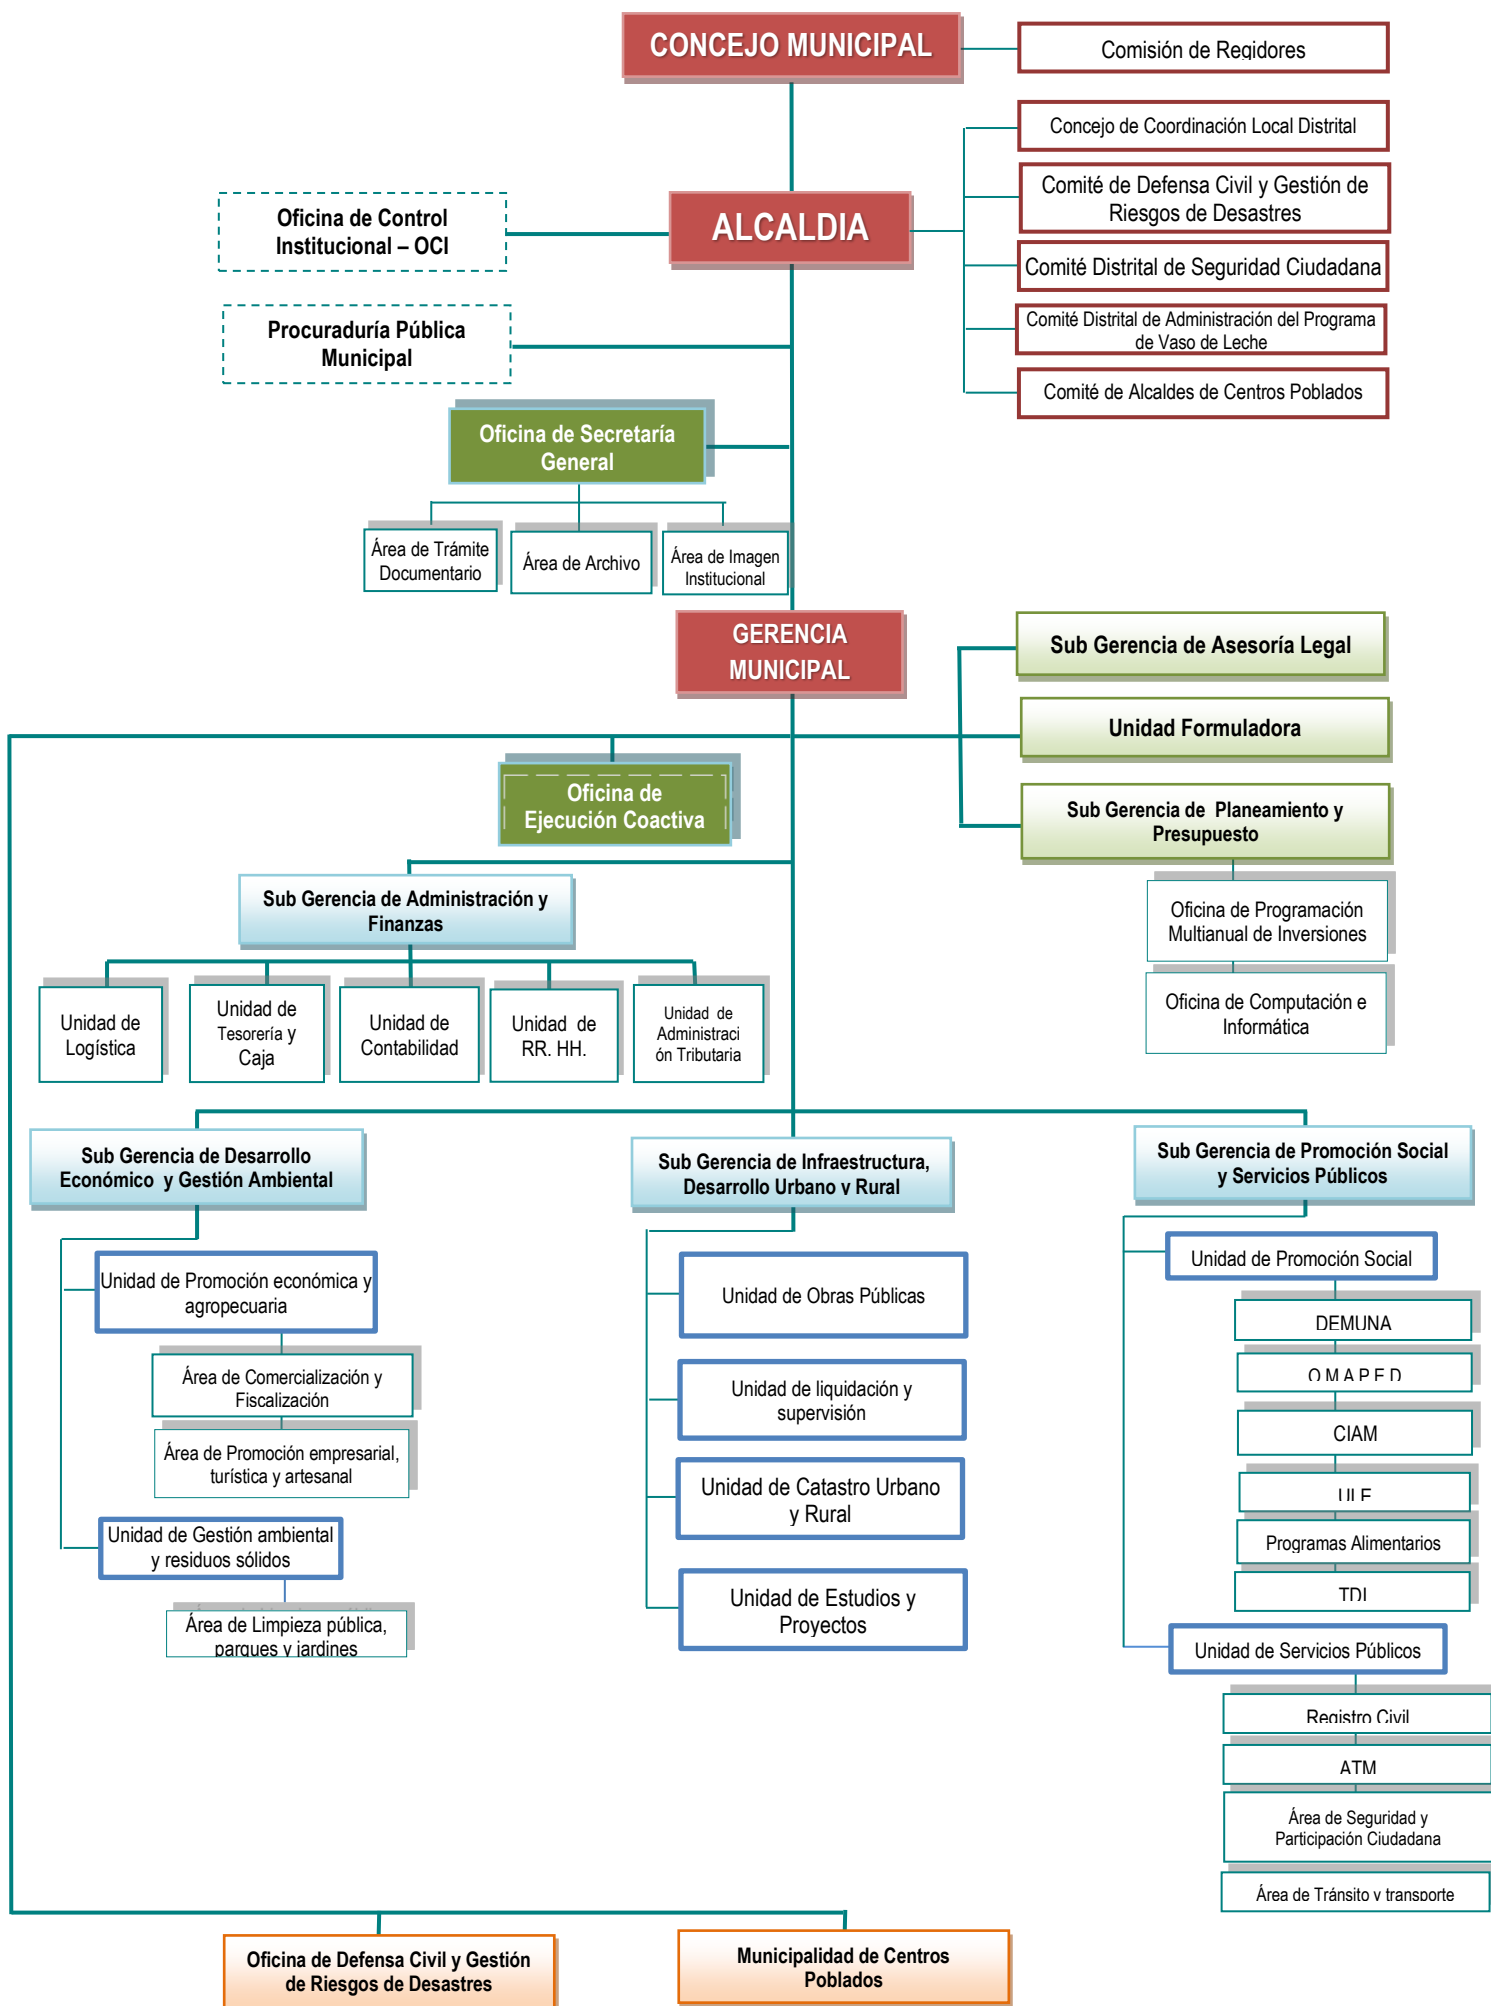 CONCEJO MUNICIPAL
Comisión de Regidores
Concejo de Coordinación Local Distrital
Comité de Defensa Civil y Gestión de
Riesgos de Desastres
Oficina de Control
Institucional – OCI
ALCALDIA
Comité Distrital de Seguridad Ciudadana
Procuraduría Pública
Municipal
Comité Distrital de Administración del Programa
de Vaso de Leche
Comité de Alcaldes de Centros Poblados
Oficina de Secretaría
General
Área de Trámite
Documentario
Área de Archivo
Área de Imagen
Institucional
GERENCIA
MUNICIPAL
Sub Gerencia de Asesoría Legal
Unidad Formuladora
Oficina de
Ejecución Coactiva
Sub Gerencia de Planeamiento y
Presupuesto
Sub Gerencia de Administración y
Finanzas
Oficina de Programación
Multianual de Inversiones
Oficina de Computación e
Informática
Unidad de
Logística
Unidad de
Tesorería y
Caja
Unidad de
Contabilidad
Unidad de
RR. HH.
Unidad de
Administraci
ón Tributaria
Sub Gerencia de Desarrollo
Económico y Gestión Ambiental
Sub Gerencia de Infraestructura,
Desarrollo Urbano y Rural
Sub Gerencia de Promoción Social
y Servicios Públicos
Unidad de Promoción económica y
agropecuaria
Área de Comercialización y
Fiscalización
Área de Promoción empresarial,
turística y artesanal
Unidad de Gestión ambiental
y residuos sólidos
Área de Limpieza pública,
parques y jardines
Unidad de Obras Públicas
Unidad de liquidación y
supervisión
Unidad de Catastro Urbano
y Rural
Unidad de Estudios y
Proyectos
Unidad de Promoción Social
DEMUNA
O M A P E D
CIAM
ULE
Programas Alimentarios
TDI
Unidad de Servicios Públicos
Registro Civil
ATM
Área de Seguridad y
Participación Ciudadana
Área de Tránsito y transporte
Oficina de Defensa Civil y Gestión
de Riesgos de Desastres
Municipalidad de Centros
Poblados